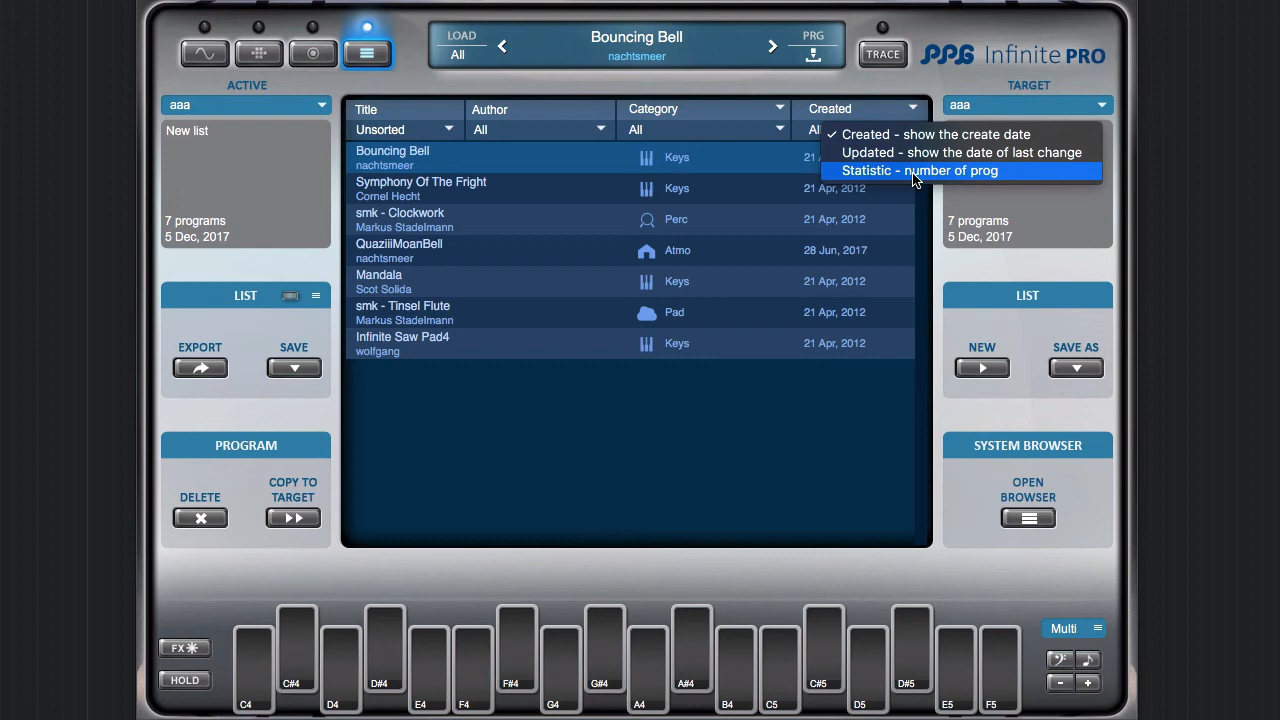 LOAD
All
Bouncing Bell
nachtsmeer
PRG
TRACE
PPG Infinite PRO
ACTIVE
aaa
New list
7 programs
5 Dec, 2017
LIST
EXPORT
SAVE
PROGRAM
DELETE
COPY TO
TARGET
Title
Author
Category
Created
Unsorted
All
All
All
Bouncing Bell
nachtsmeer
Keys
21
Symphony Of The Fright
Cornel Hecht
Keys
21 Apr, 2012
smk - Clockwork
Markus Stadelmann
Perc
21 Apr, 2012
QuaziiiMoanBell
nachtsmeer
Atmo
28 Jun, 2017
Mandala
Scot Solida
Keys
21 Apr, 2012
smk - Tinsel Flute
Markus Stadelmann
Pad
21 Apr, 2012
Infinite Saw Pad4
wolfgang
Keys
21 Apr, 2012
✓ Created - show the create date
Updated - show the date of last change
Statistic - number of prog
TARGET
aaa
7 programs
5 Dec, 2017
LIST
NEW
SAVE AS
SYSTEM BROWSER
OPEN
BROWSER
FX
HOLD
C4
C#4
D4
D#4
E4
F4
F#4
G4
G#4
A4
A#4
B4
C5
C#5
D5
D#5
E5
F5
Multi
- +